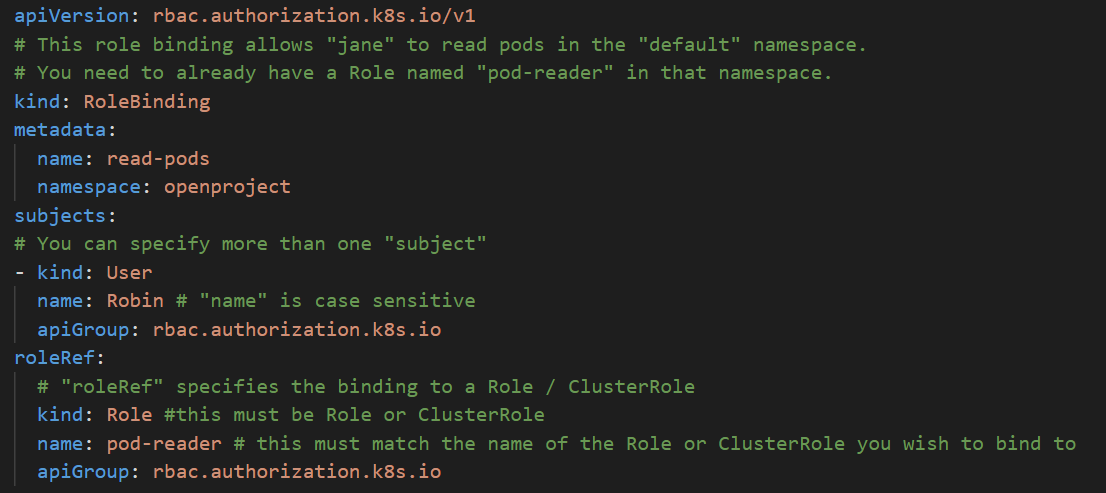 apiVersion: rbac.authorization.k8s.io/v1
# This role binding allows "jane" to read pods in the "default" namespace.
# You need to already have a Role named "pod-reader" in that namespace.
kind: RoleBinding
metadata:
  name: read-pods
  namespace: openproject
subjects:
# You can specify more than one "subject"
- kind: User
  name: Robin # "name" is case sensitive
  apiGroup: rbac.authorization.k8s.io
roleRef:
  # "roleRef" specifies the binding to a Role / ClusterRole
  kind: Role #this must be Role or ClusterRole
  name: pod-reader # this must match the name of the Role or ClusterRole you wish to bind to
  apiGroup: rbac.authorization.k8s.io